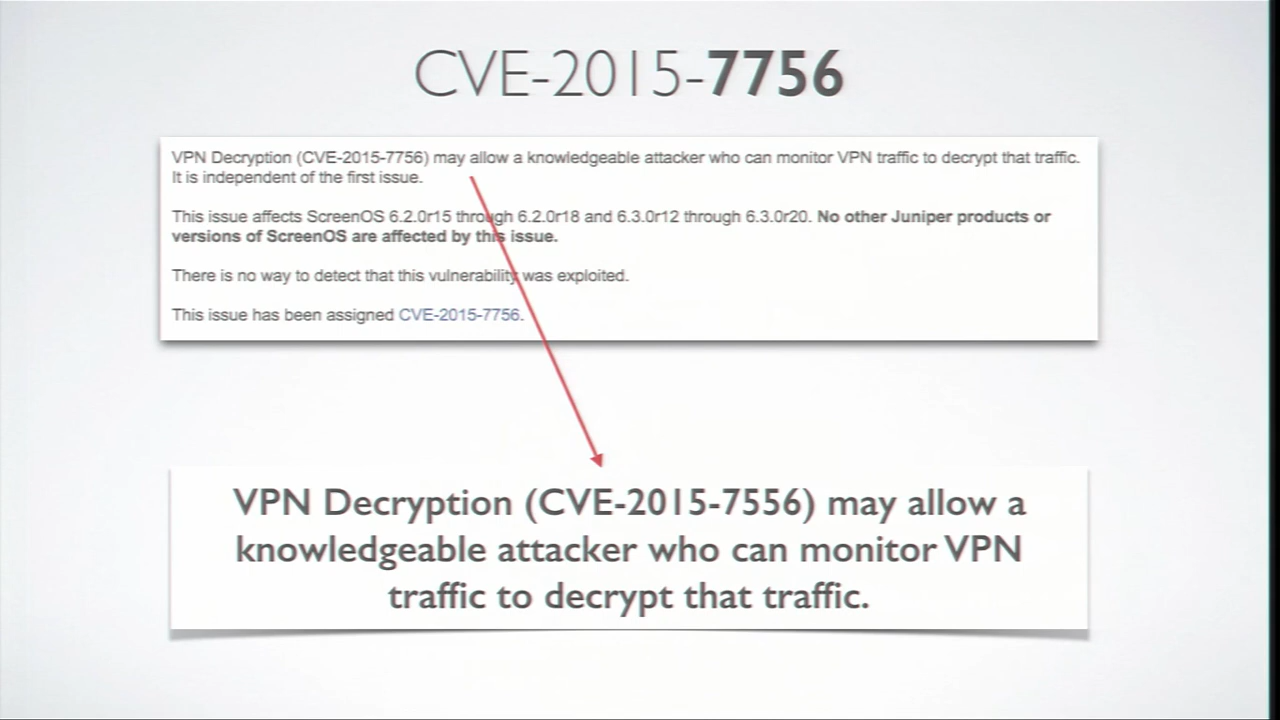 CVE-2015-7756
VPN Decryption (CVE-2015-7756) may allow a knowledgeable attacker who can monitor VPN traffic to decrypt that traffic.
It is independent of the first issue.
This issue affects ScreenOS 6.2.0r15 through 6.2.0r18 and 6.3.0r12 through 6.3.0r20. No other Juniper products or
versions of ScreenOS are affected by this issue.
There is no way to detect that this vulnerability was exploited.
This issue has been assigned CVE-2015-7756.
VPN Decryption (CVE-2015-7556) may allow a
knowledgeable attacker who can monitor VPN
traffic to decrypt that traffic.